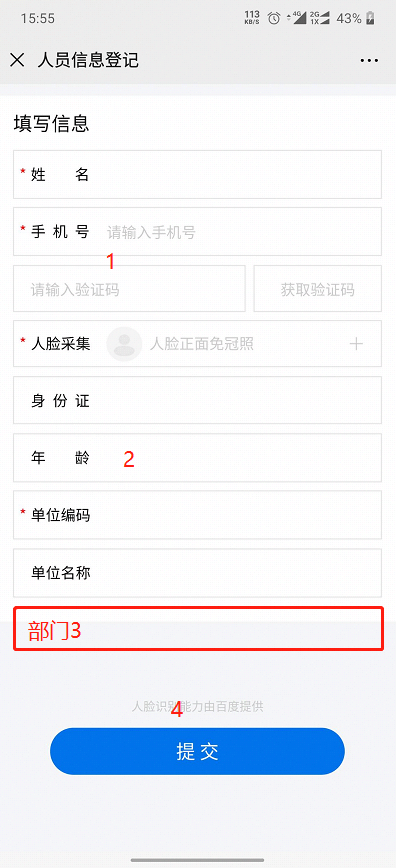 15:55 113 KB/S 4G 2G 1X 43%
人员信息登记
填写信息
* 姓 名
* 手 机 号 请输入手机号
1
请输入验证码 获取验证码
* 人脸采集 人脸正面免冠照
身 份 证
年 龄 2
* 单位编码
单位名称
部门3
人脸识别能力由百度提供
4
提 交